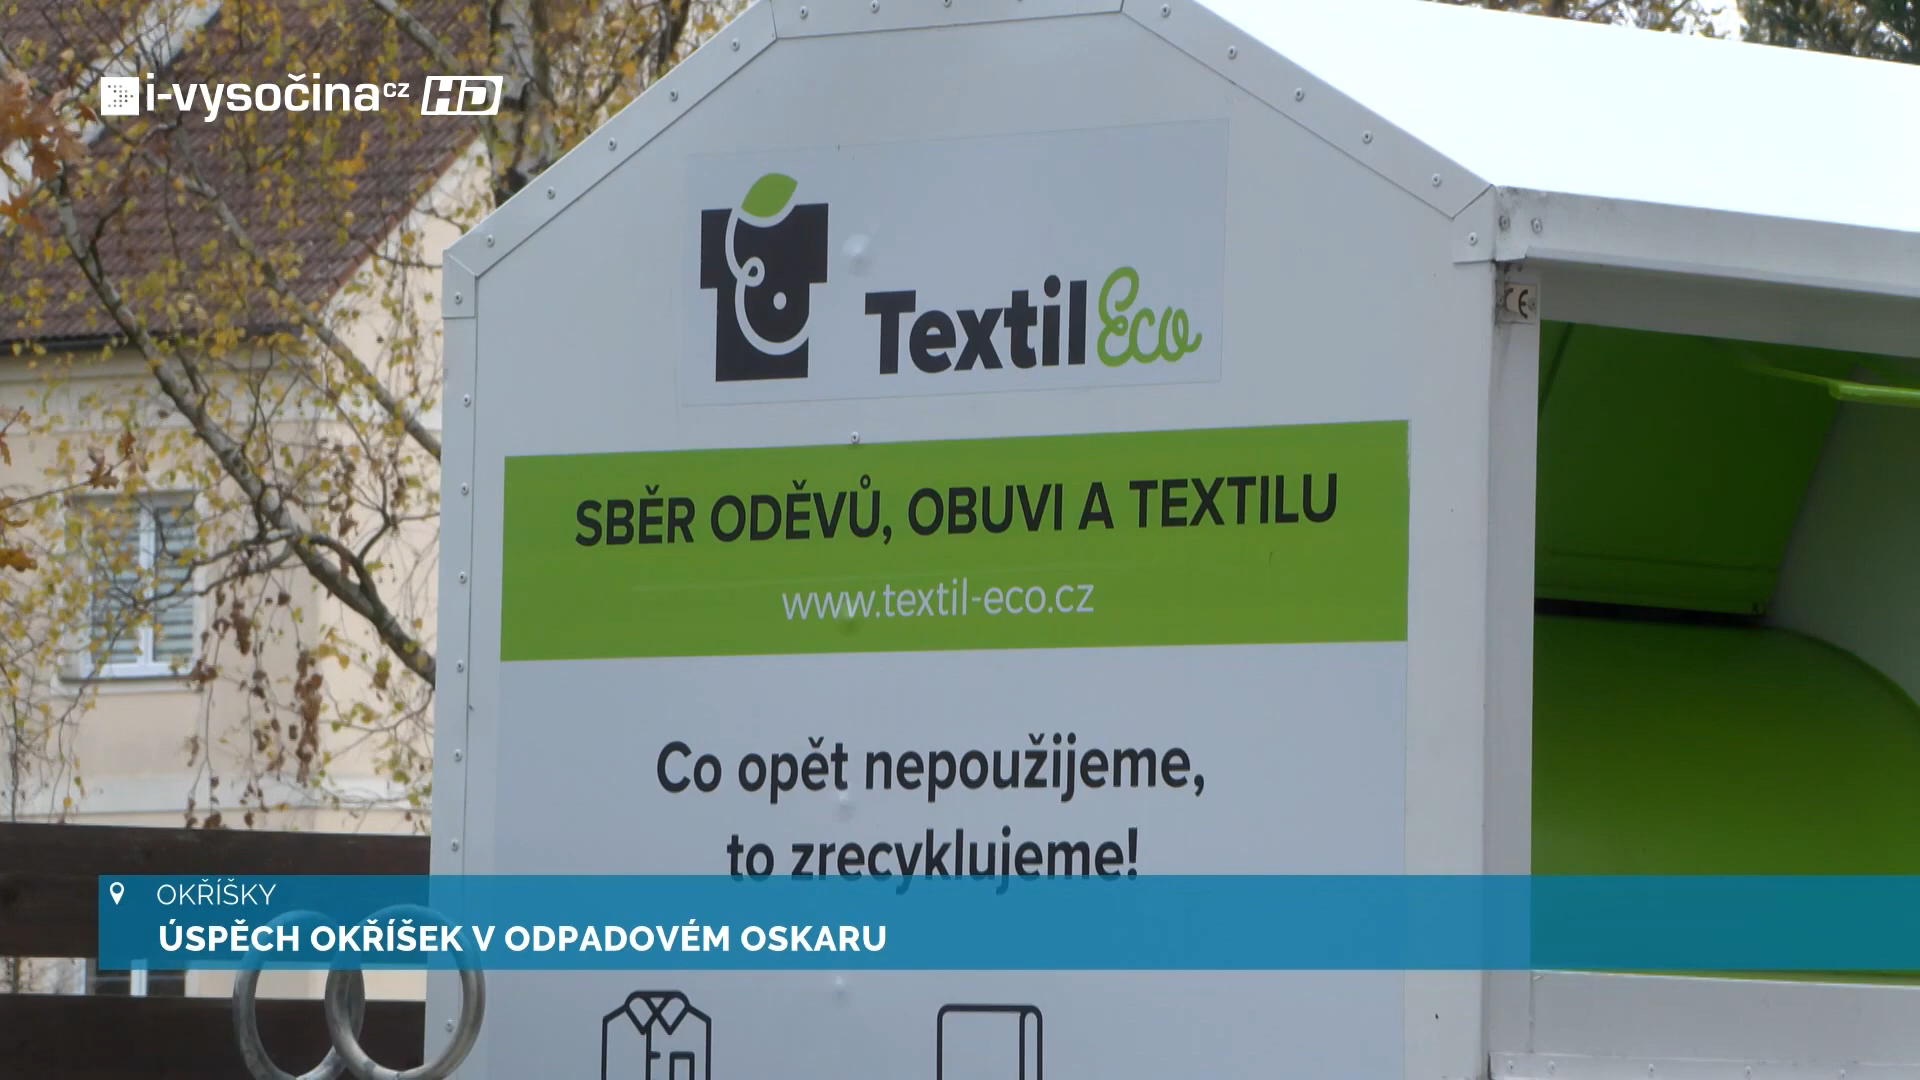 i-vysočina.cz HD
Textil Eco
CE
SBĚR ODĚVŮ, OBUVI A TEXTILU
www.textil-eco.cz
Co opět nepoužijeme,
to zrecyklujeme!
OKŘÍŠKY
ÚSPĚCH OKŘÍŠEK V ODPADOVÉM OSKARU